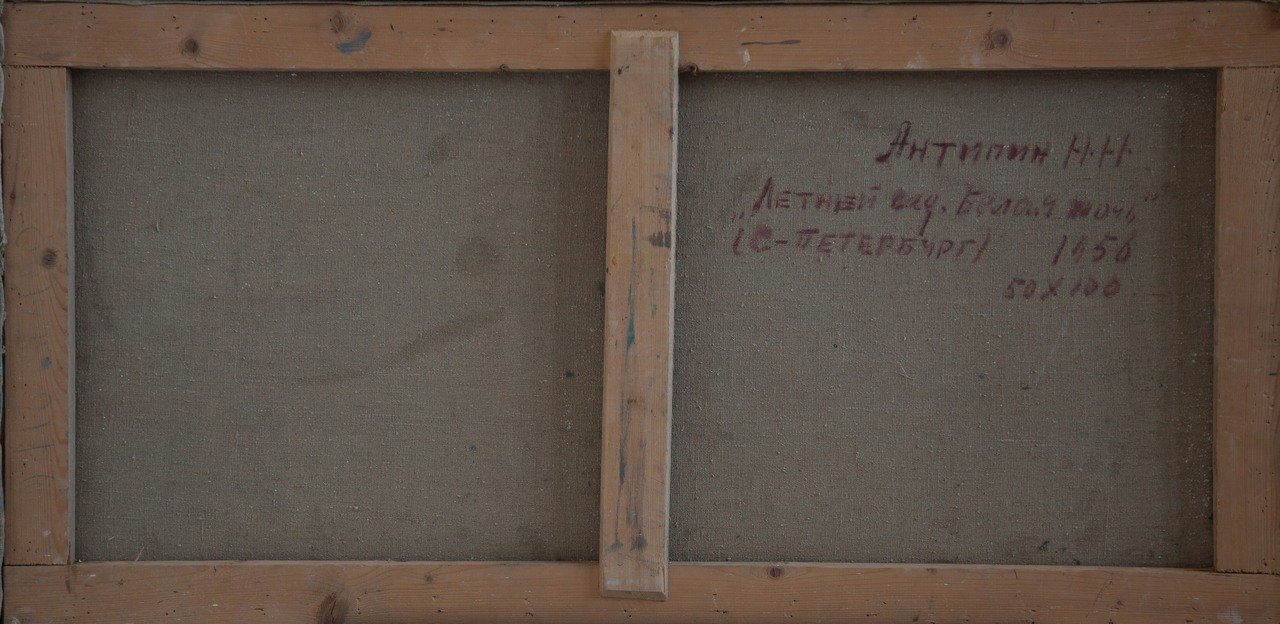 Антипин Н.Н.
„Летний сад. Белая ночь"
(С-Петербург) 1956
50х100